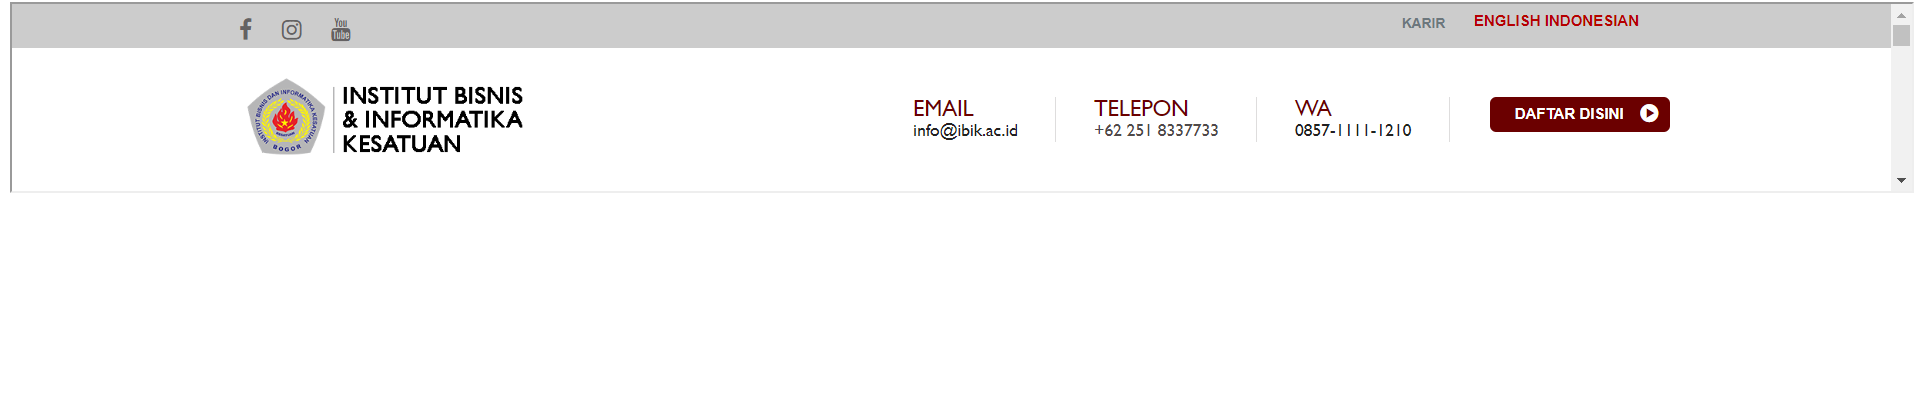 You
Tube
KARIR
ENGLISH INDONESIAN
INSTITUT BISNIS DAN INFORMATIKA KESATUAN
BOGOR
INSTITUT BISNIS
& INFORMATIKA
KESATUAN
EMAIL
info@ibik.ac.id
TELEPON
+62 251 8337733
WA
0857-1111-1210
DAFTAR DISINI